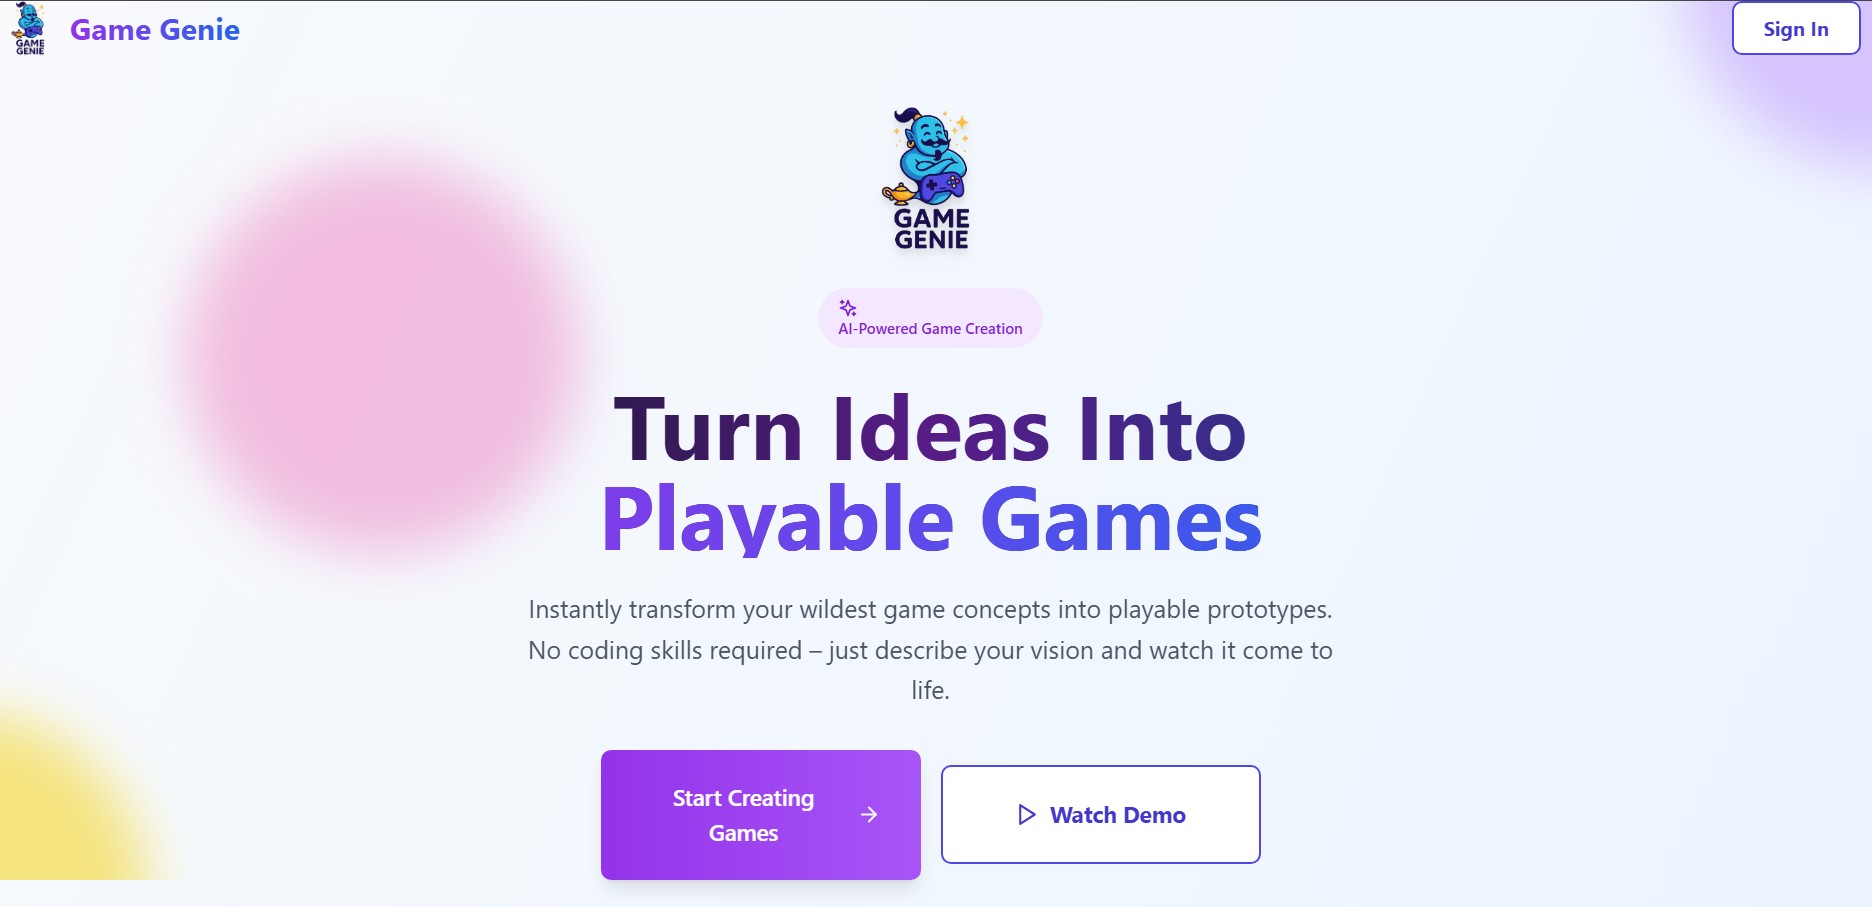 GAME
GENIE
Game Genie
Sign In
GAME
GENIE
AI-Powered Game Creation
Turn Ideas Into
Playable Games
Instantly transform your wildest game concepts into playable prototypes.
No coding skills required – just describe your vision and watch it come to
life.
Start Creating
Games
Watch Demo